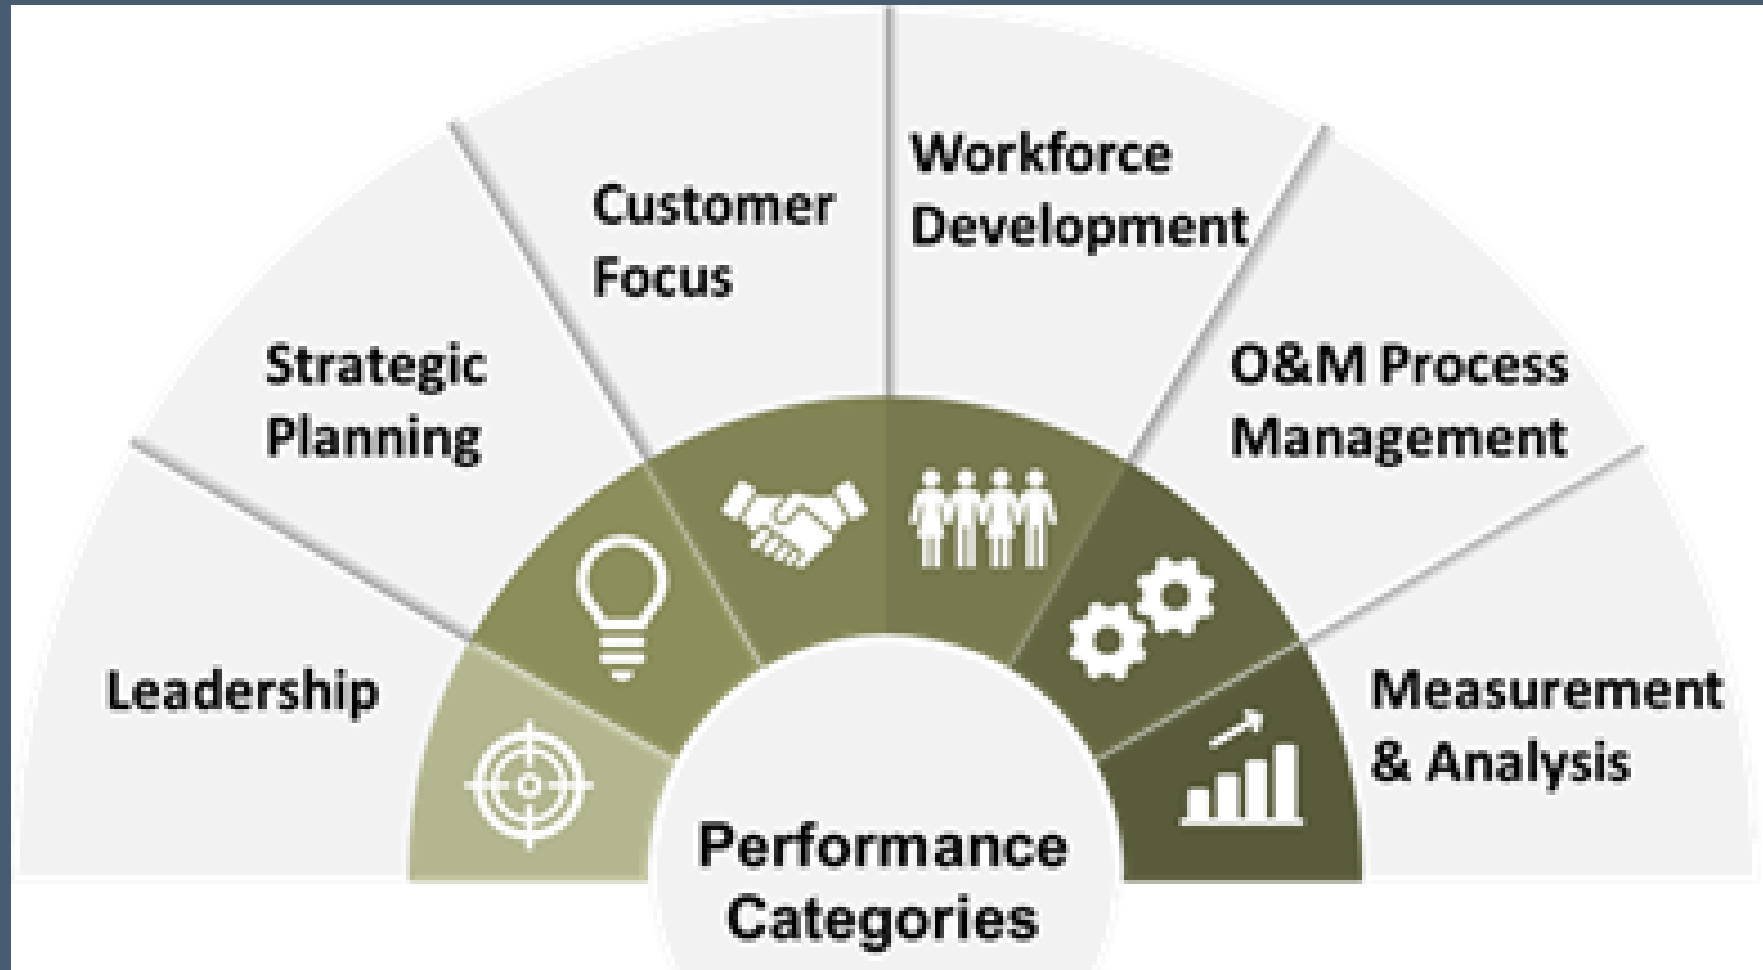 Leadership
Strategic
Planning
Customer
Focus
Workforce
Development
O&M Process
Management
Measurement
& Analysis
Performance
Categories